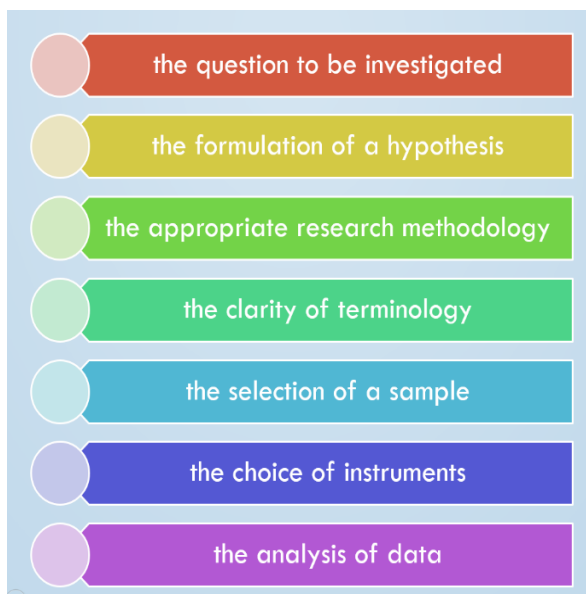 the question to be investigated
the formulation of a hypothesis
the appropriate research methodology
the clarity of terminology
the selection of a sample
the choice of instruments
the analysis of data